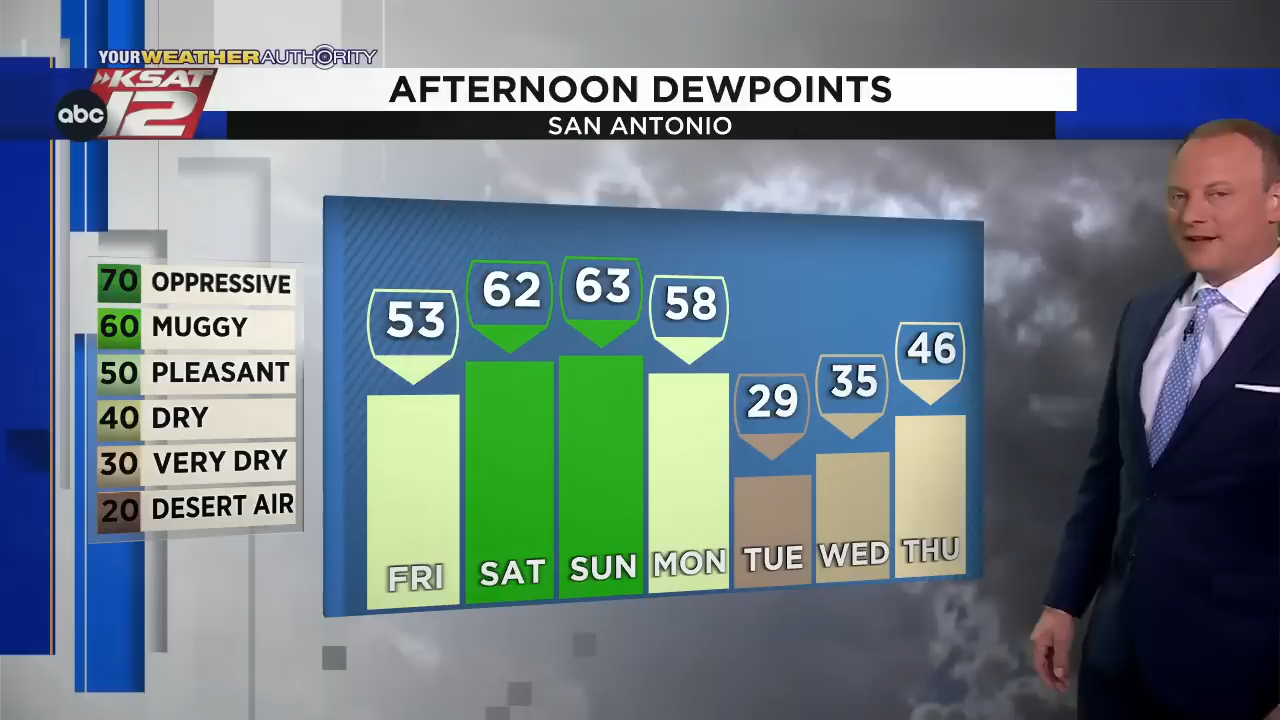 YOUR WEATHER AUTHORITY
KSAT
abc 12
AFTERNOON DEWPOINTS
SAN ANTONIO
70 OPPRESSIVE
60 MUGGY
50 PLEASANT
40 DRY
30 VERY DRY
20 DESERT AIR
53 62 63 58 29 35 46
FRI SAT SUN MON TUE WED THU